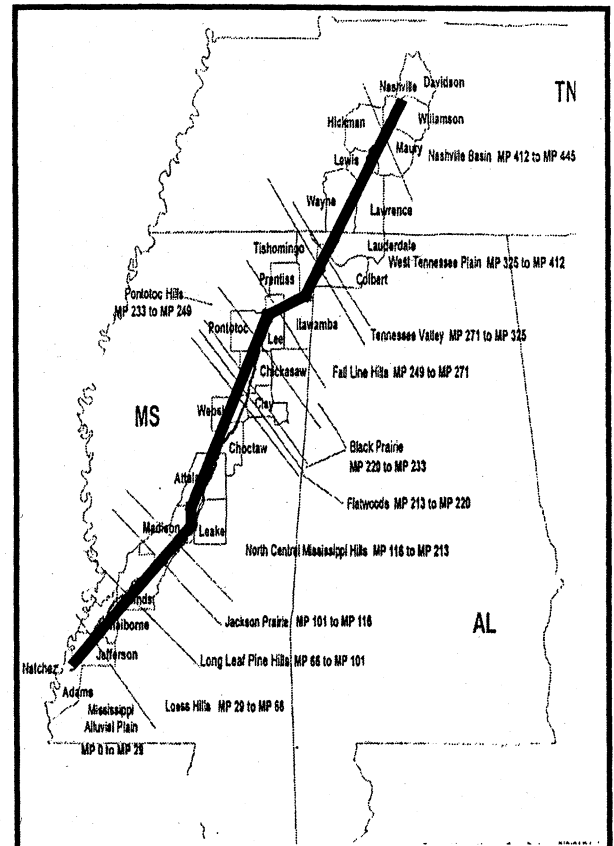 Nashville Davidson
TN
Hickman
Williamson
Maury
Lewis
Nashville Basin MP 412 to MP 445
Wayne
Lawrence
Tishomingo
Lauderdale
West Tennessee Plain MP 325 to MP 412
Prentiss
Colbert
Pontotoc Hills
MP 233 to MP 249
Itawamba
Pontotoc
Lee
Tennessee Valley MP 271 to MP 325
Chickasaw
Fall Line Hills MP 249 to MP 271
MS
Webst
Clay
Black Prairie
MP 220 to MP 233
Choctaw
Attala
Flatwoods MP 213 to MP 220
Madison
Leake
North Central Mississippi Hills MP 116 to MP 213
AL
inds
Jackson Prairie MP 101 to MP 116
aiborne
Jefferson
Long Leaf Pine Hills MP 66 to MP 101
Natchez
Adams
Loess Hills MP 29 to MP 66
Mississippi
Alluvial Plain
MP 0 to MP 28